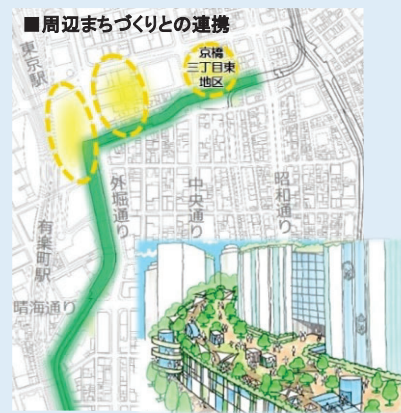 ■周辺まちづくりとの連携
東京駅
京橋
三丁目東
地区
外堀通り
中央通り
昭和通り
有楽町駅
晴海通り